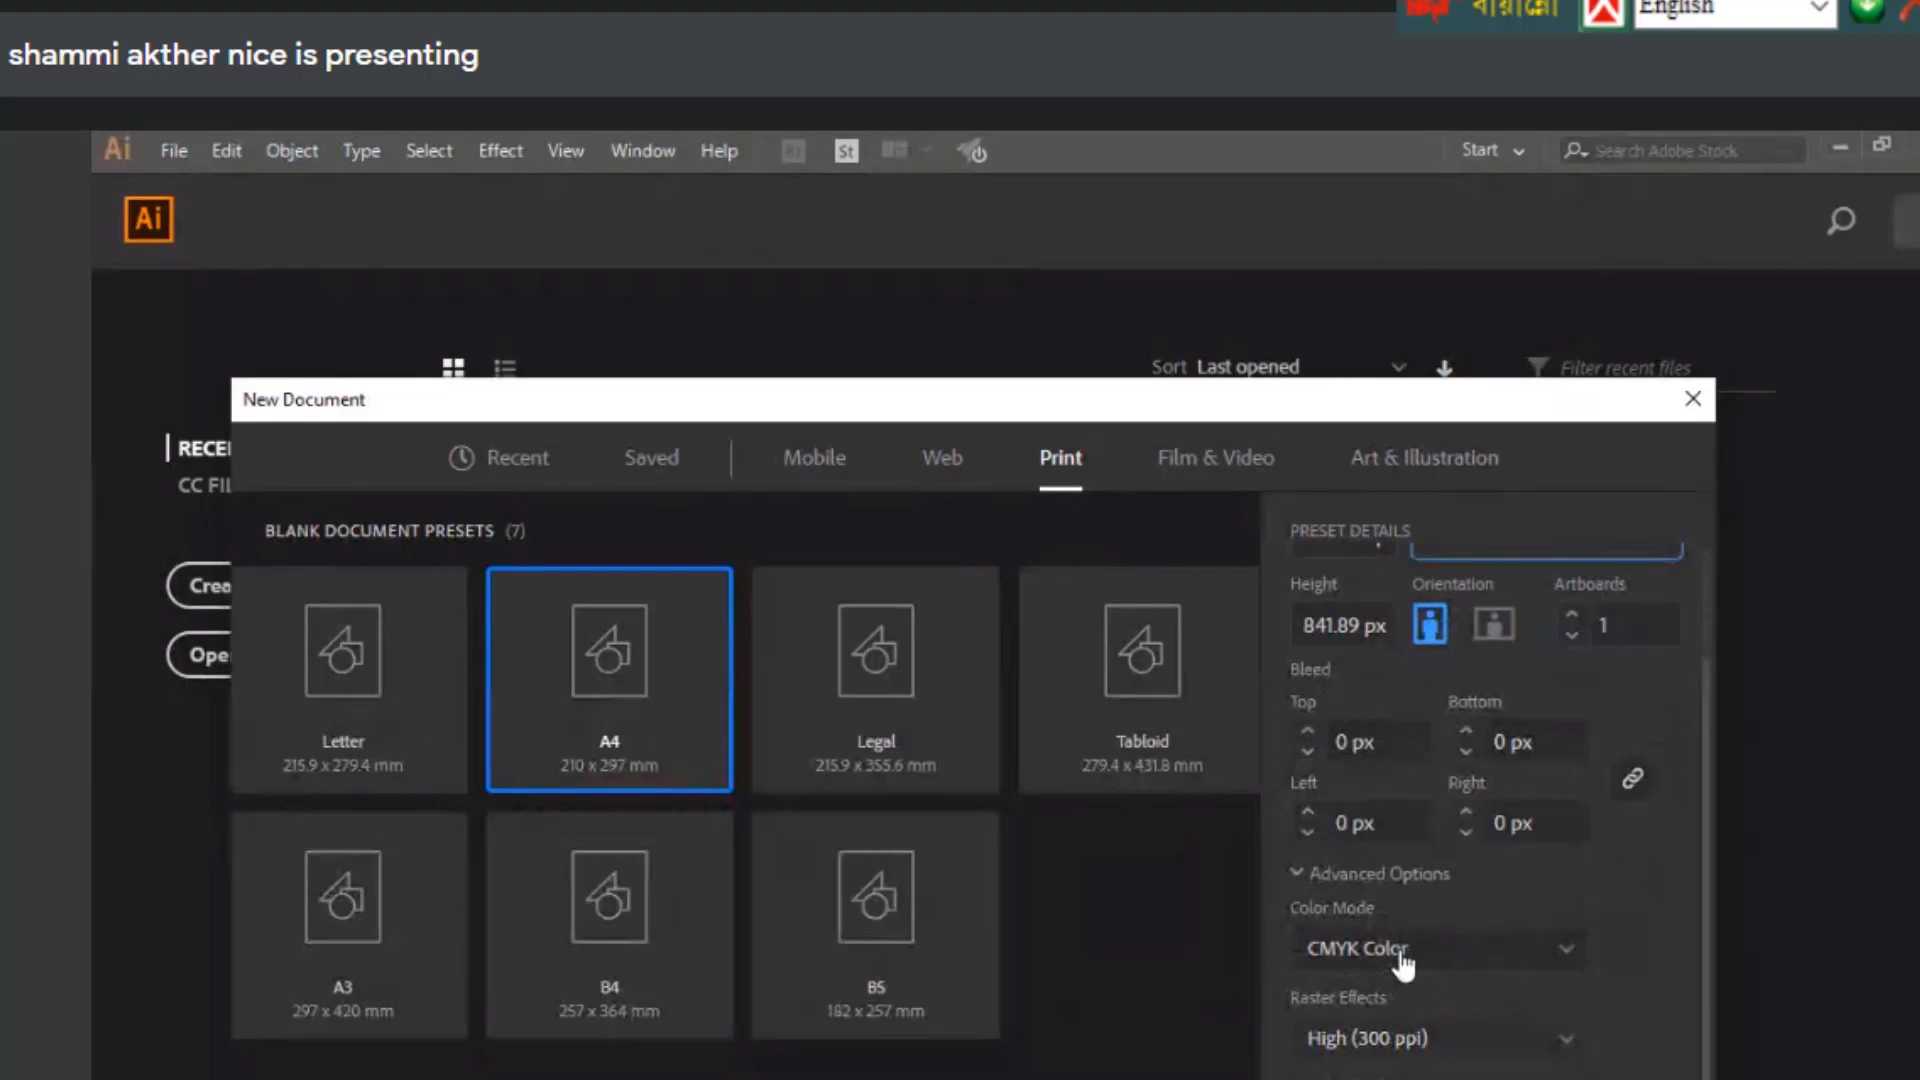 বায়ান্নো
English
shammi akther nice is presenting
Ai File Edit Object Type Select Effect View Window Help Br St Start Search Adobe Stock
Ai
Sort Last opened Filter recent files
New Document
RECE
CC FIL
Recent Saved Mobile Web Print Film & Video Art & Illustration
BLANK DOCUMENT PRESETS (7)
PRESET DETAILS
Crea
Ope
Height Orientation Artboards
841.89 px 1
Bleed
Top Bottom
0 px 0 px
Left Right
0 px 0 px
Letter
215.9 x 279.4 mm
A4
210 x 297 mm
Legal
215.9 x 355.6 mm
Tabloid
279.4 x 431.8 mm
Advanced Options
Color Mode
CMYK Color
Raster Effects
High (300 ppi)
A3
297 x 420 mm
B4
257 x 364 mm
B5
182 x 257 mm